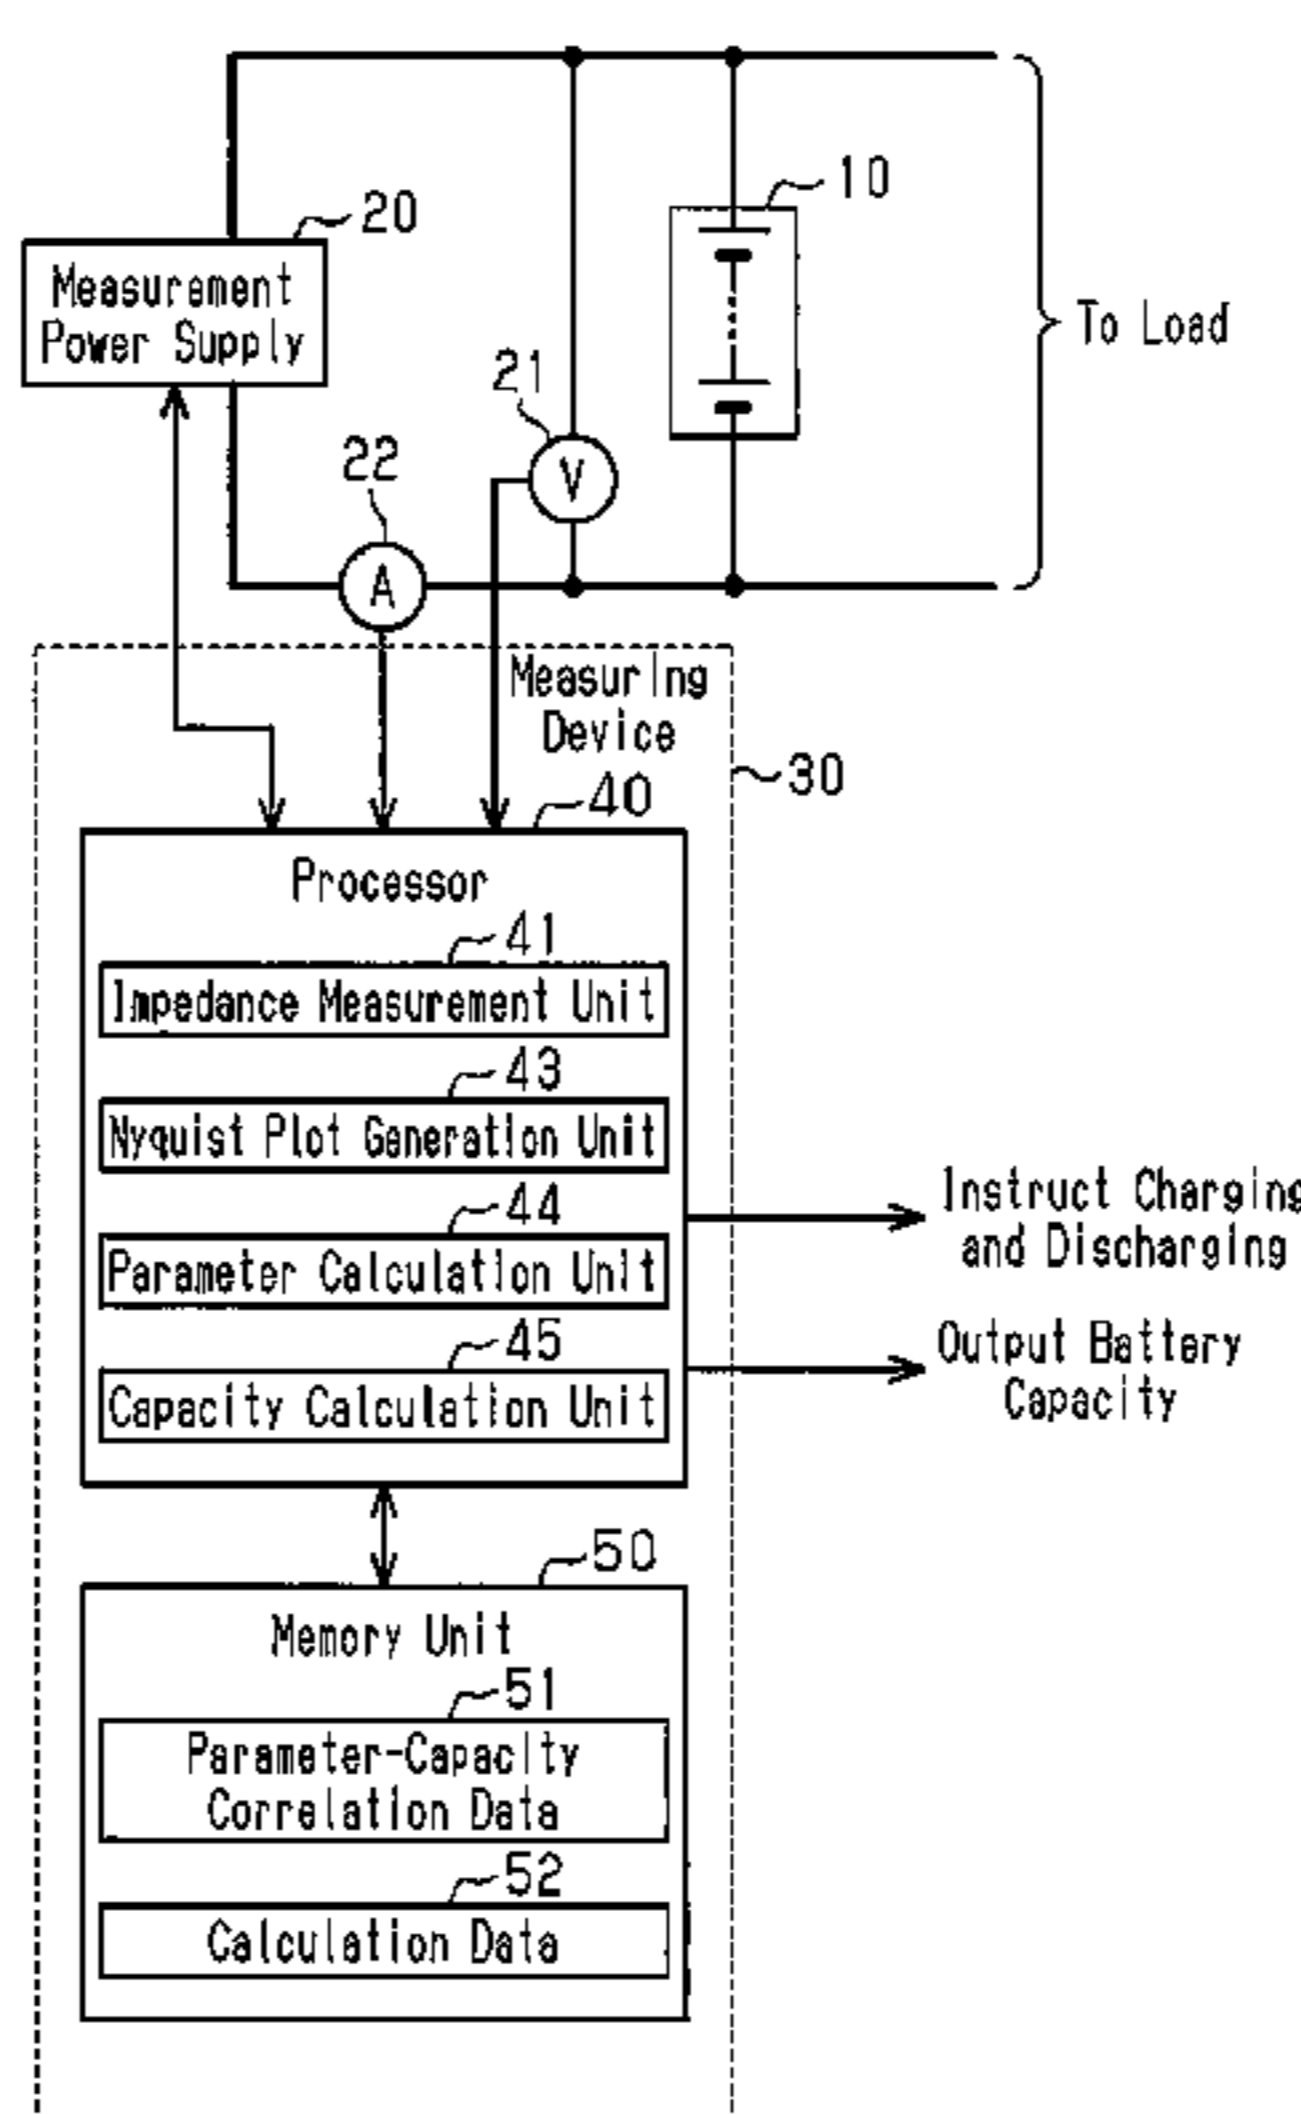 10
20
Measurement
Power Supply
To Load
21
V
22
A
Measuring
Device
30
40
Processor
41
Impedance Measurement Unit
43
Nyquist Plot Generation Unit
44
Parameter Calculation Unit
Instruct Charging
and Discharging
45
Capacity Calculation Unit
Output Battery
Capacity
50
Memory Unit
51
Parameter-Capacity
Correlation Data
52
Calculation Data